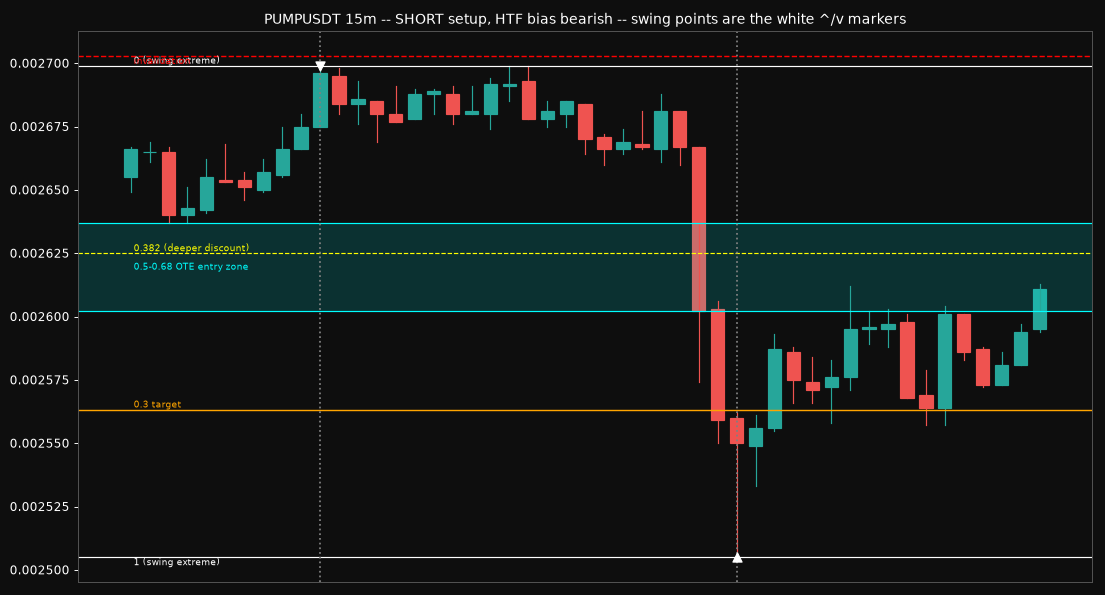 PUMPUSDT 15m -- SHORT setup, HTF bias bearish -- swing points are the white ^/v markers
0.002700
0 (swing extreme)
0.002675
0.002650
0.382 (deeper discount)
0.002625
0.5-0.68 OTE entry zone
0.002600
0.002575
0.3 target
0.002550
0.002525
1 (swing extreme)
0.002500